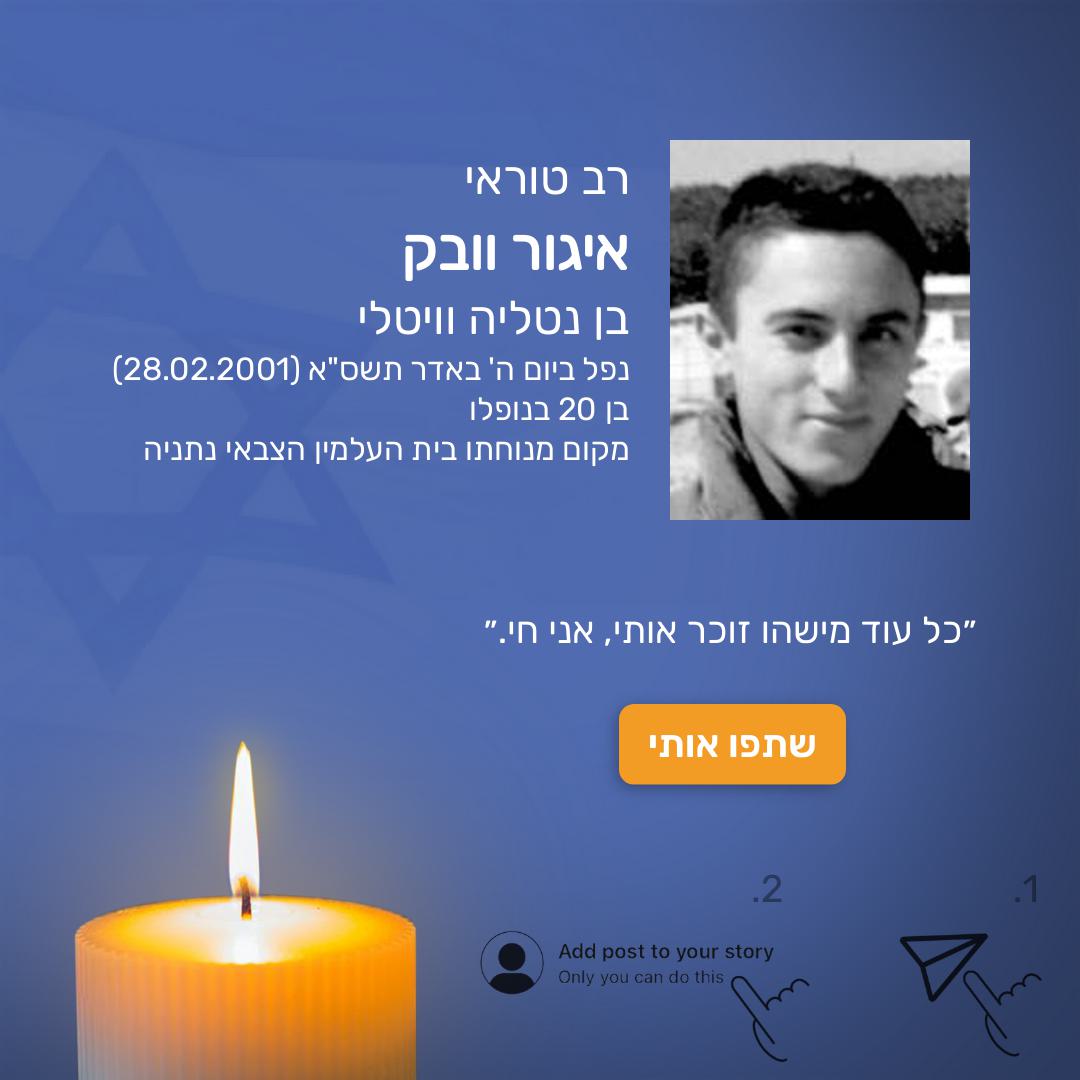 רב טוראי
איגור וובק
בן נטליה וויטלי
נפל ביום ה' באדר תשס"א (28.02.2001)
בן 20 בנופלו
מקום מנוחתו בית העלמין הצבאי נתניה
״כל עוד מישהו זוכר אותי, אני חי.״
שתפו אותי
1.
2.
Add post to your story
Only you can do this